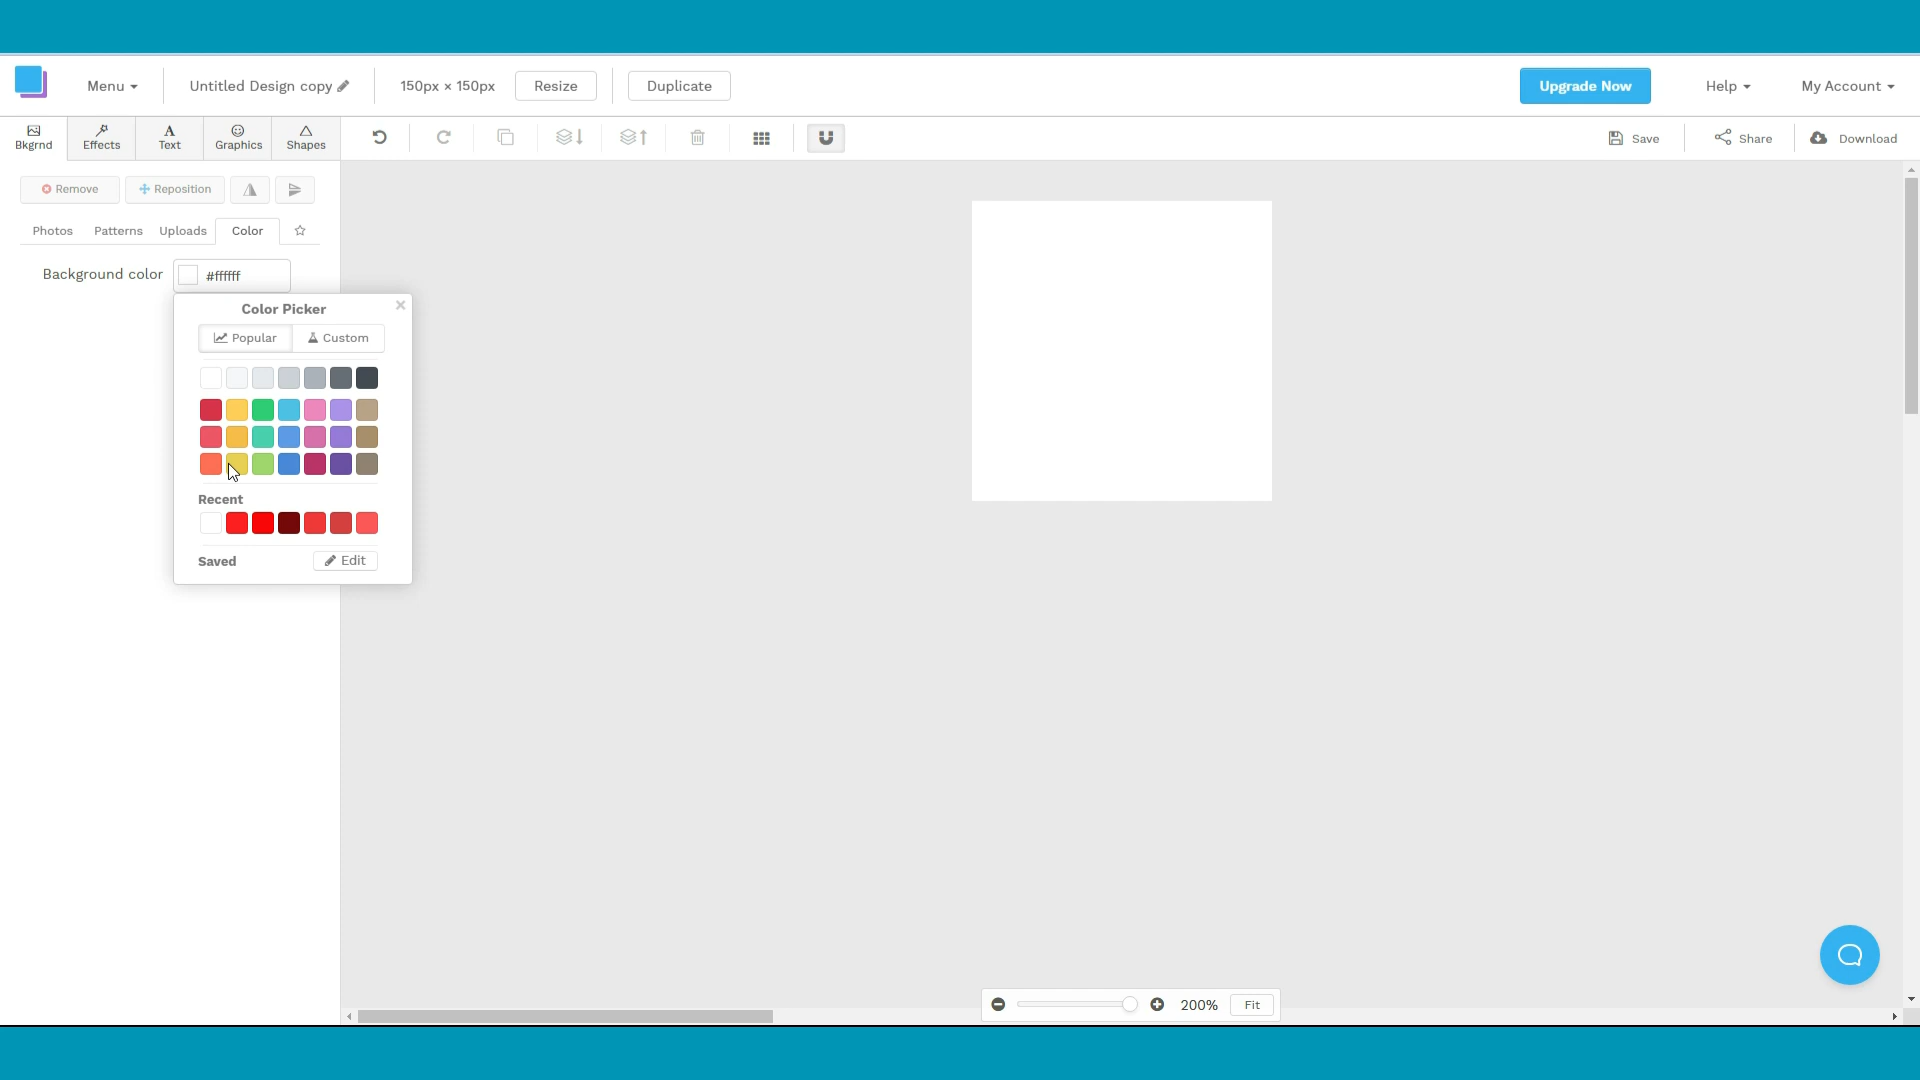 Menu
Untitled Design copy
150px × 150px
Resize
Duplicate
Upgrade Now
Help
My Account
Bkgrnd
Effects
Text
Graphics
Shapes
Save
Share
Download
Remove
Reposition
Photos
Patterns
Uploads
Color
Background color
#ffffff
Color Picker
Popular
Custom
Recent
Saved
Edit
200%
Fit